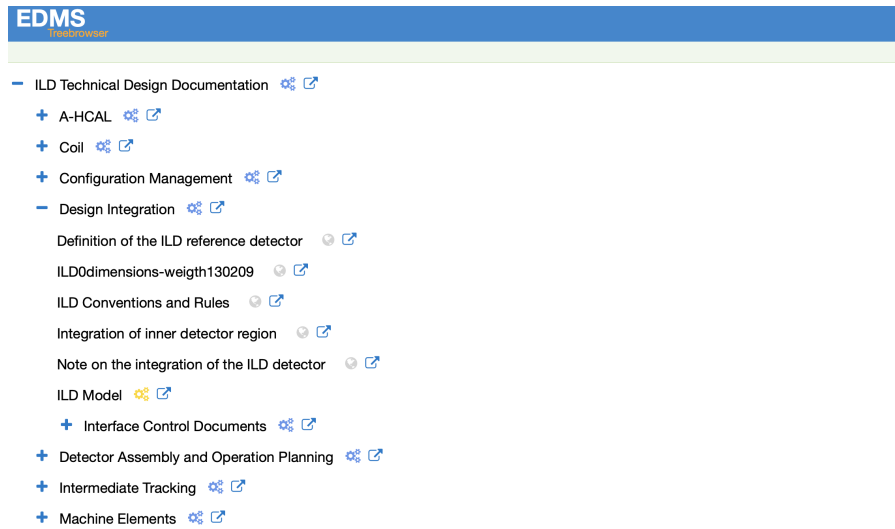 EDMS
Treebrowser
ILD Technical Design Documentation
A-HCAL
Coil
Configuration Management
Design Integration
Definition of the ILD reference detector
ILD0dimensions-weigth130209
ILD Conventions and Rules
Integration of inner detector region
Note on the integration of the ILD detector
ILD Model
Interface Control Documents
Detector Assembly and Operation Planning
Intermediate Tracking
Machine Elements